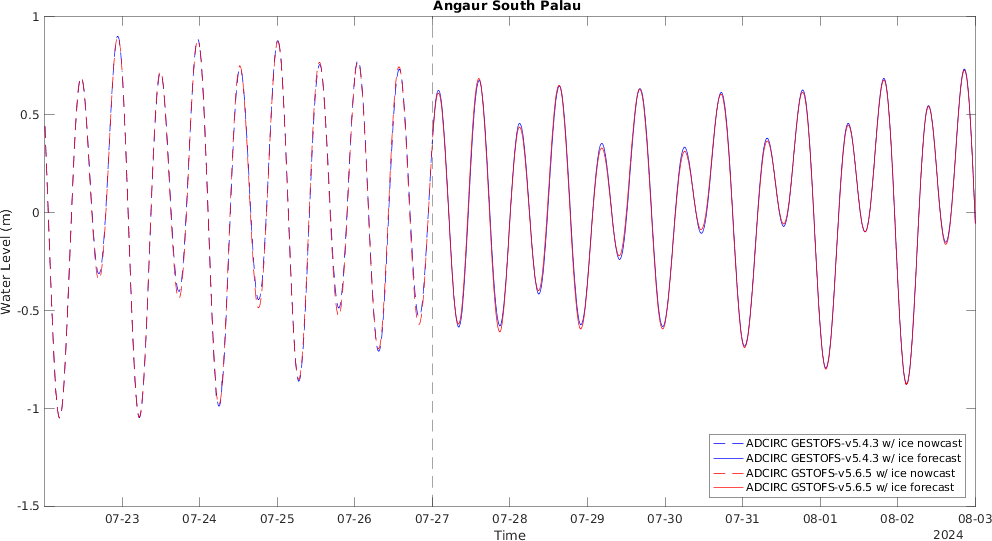 Angaur South Palau
1
0.5
0
-0.5
-1
-1.5
Water Level (m)
ADCIRC GESTOFS-v5.4.3 w/ ice nowcast
ADCIRC GESTOFS-v5.4.3 w/ ice forecast
ADCIRC GSTOFS-v5.6.5 w/ ice nowcast
ADCIRC GSTOFS-v5.6.5 w/ ice forecast
07-23 07-24 07-25 07-26 07-27 07-28 07-29 07-30 07-31 08-01 08-02 08-03
Time
2024